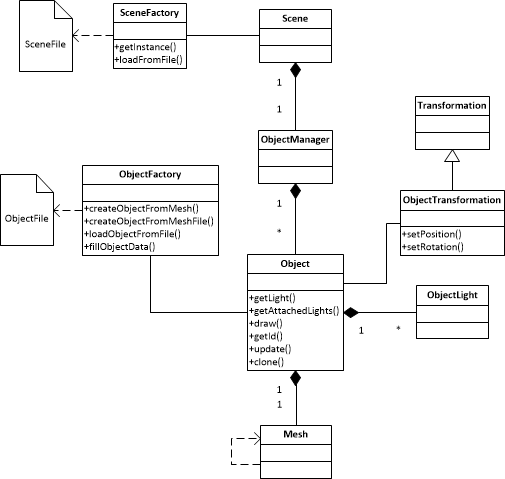 SceneFile
SceneFactory
+getInstance()
+loadFromFile()
Scene
1
1
ObjectManager
1
*
Transformation
ObjectFile
ObjectFactory
+createObjectFromMesh()
+createObjectFromMeshFile()
+loadObjectFromFile()
+fillObjectData()
ObjectTransformation
+setPosition()
+setRotation()
Object
+getLight()
+getAttachedLights()
+draw()
+getId()
+update()
+clone()
ObjectLight
1
*
1
1
Mesh